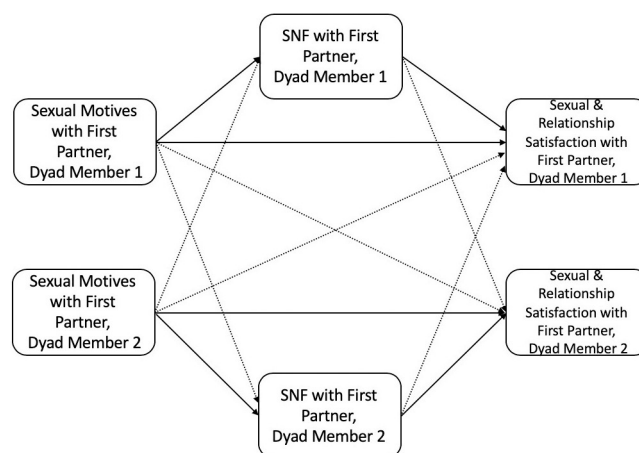 SNF with First
Partner,
Dyad Member 1
Sexual Motives
with First
Partner,
Dyad Member 1
Sexual &
Relationship
Satisfaction with
First Partner,
Dyad Member 1
Sexual Motives
with First
Partner,
Dyad Member 2
Sexual &
Relationship
Satisfaction with
First Partner,
Dyad Member 2
SNF with First
Partner,
Dyad Member 2